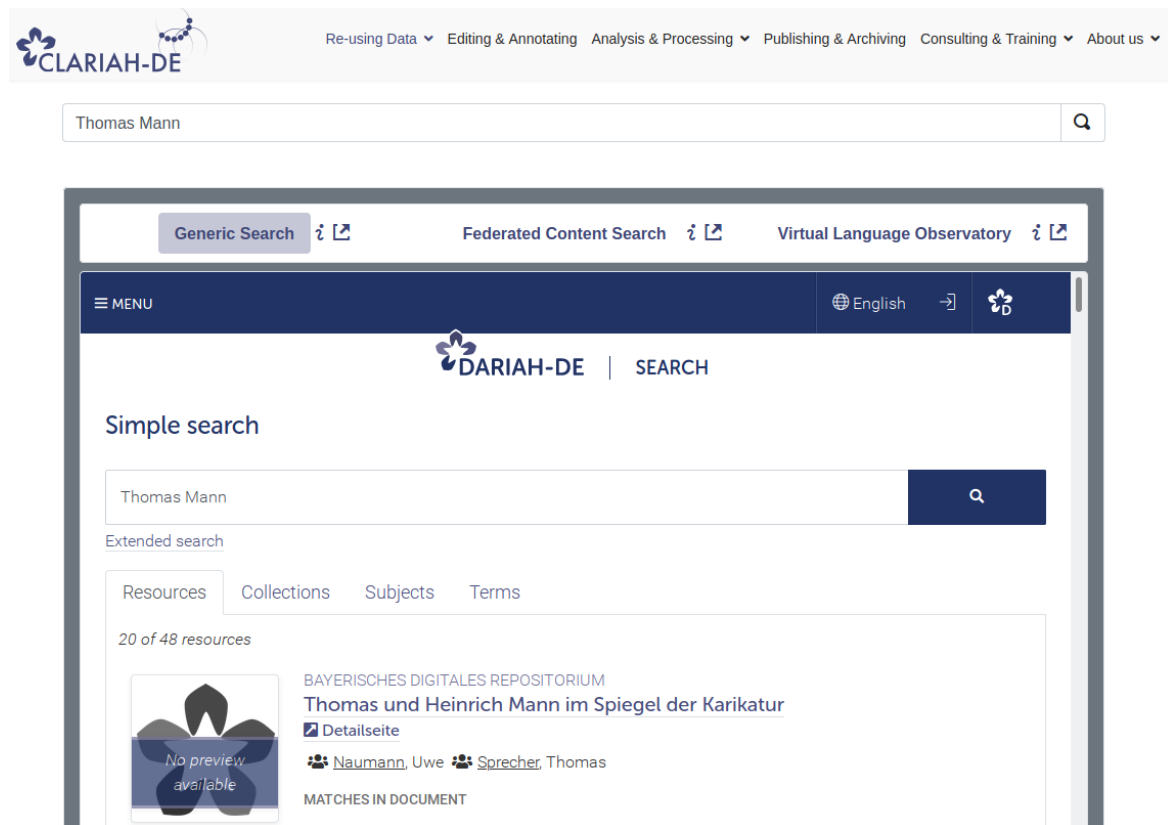 CLARIAH-DE
Re-using Data Editing & Annotating Analysis & Processing Publishing & Archiving Consulting & Training About us
Thomas Mann
Generic Search i Federated Content Search i Virtual Language Observatory i
MENU English D
DARIAH-DE | SEARCH
Simple search
Thomas Mann
Extended search
Resources Collections Subjects Terms
20 of 48 resources
BAYERISCHES DIGITALES REPOSITORIUM
Thomas und Heinrich Mann im Spiegel der Karikatur
Detailseite
No preview available
Naumann, Uwe Sprecher, Thomas
MATCHES IN DOCUMENT